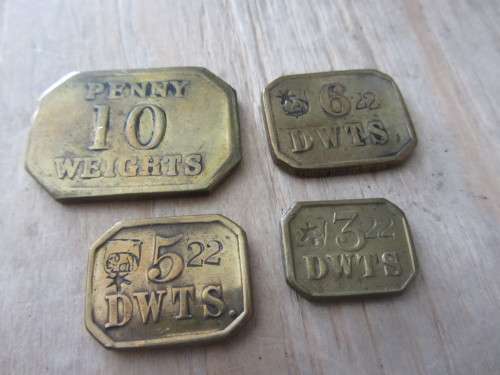 PENNY
10
WEIGHTS
6 22
DWTS.
5 22
DWTS.
3 22
DWTS